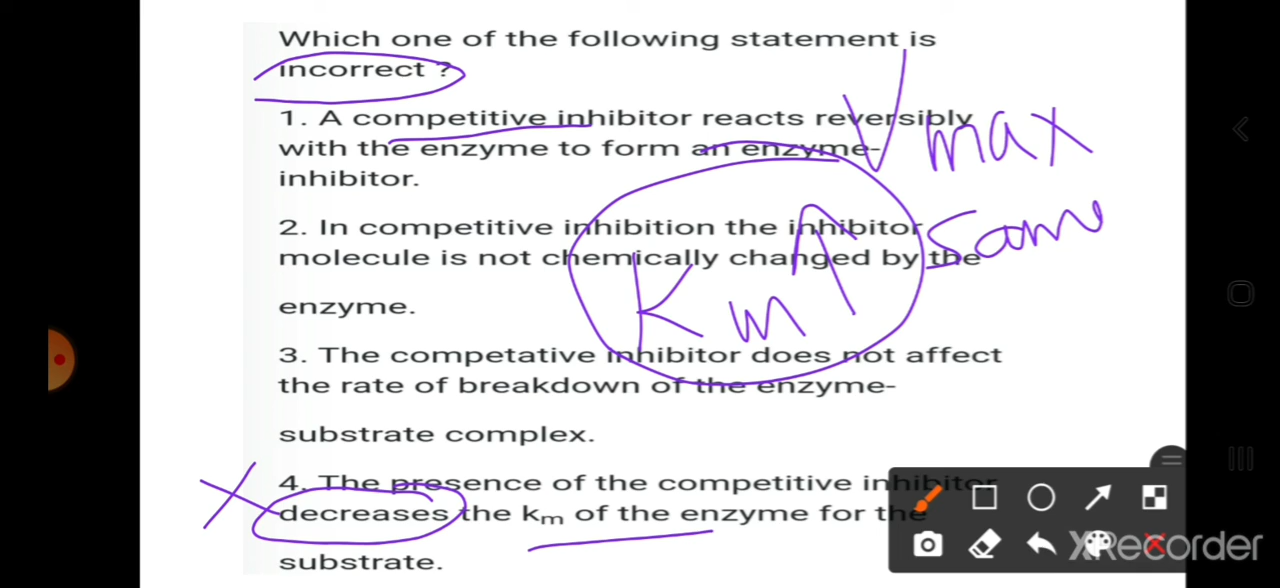 Which one of the following statement is
incorrect ?
1. A competitive inhibitor reacts reversibly
with the enzyme to form an enzyme-
inhibitor.
Vmax
same
2. In competitive inhibition the inhibitor
molecule is not chemically changed by the
enzyme.
Km↑
3. The competative inhibitor does not affect
the rate of breakdown of the enzyme-
substrate complex.
4. The presence of the competitive inhibitor
decreases the km of the enzyme for the
substrate.
XRecorder